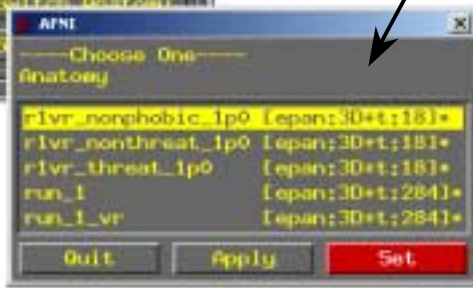 AFNI
----Choose One----
Anatomy
r1vr_nonphobic_1p0 [epan:3D+t:18]*
r1vr_nonthreat_1p0 [epan:3D+t:18]*
r1vr_threat_1p0 [epan:3D+t:18]*
run_1 [epan:3D+t:284]*
run_1_vr [epan:3D+t:284]*
Quit Apply Set